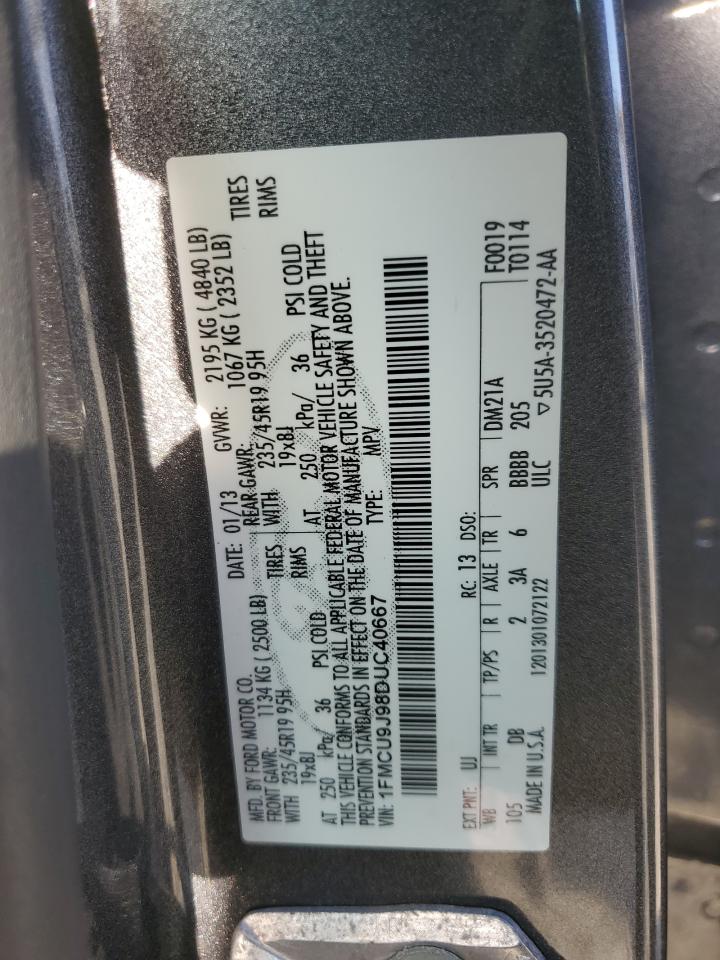 MFD. BY FORD MOTOR CO.
DATE: 01/13 GVWR: 2195 KG ( 4840 LB)
FRONT GAWR: 1134 KG ( 2500 LB) REAR GAWR: 1067 KG ( 2352 LB)
WITH 235/45R19 95H TIRES WITH 235/45R19 95H TIRES
19x8J RIMS 19x8J RIMS
AT 250 kPa/ 36 PSI COLD AT 250 kPa/ 36 PSI COLD
THIS VEHICLE CONFORMS TO ALL APPLICABLE FEDERAL MOTOR VEHICLE SAFETY AND THEFT
PREVENTION STANDARDS IN EFFECT ON THE DATE OF MANUFACTURE SHOWN ABOVE.
VIN: 1FMCU9J98DUC40667 TYPE: MPV
EXT PNT: UJ RC: 13 DSO: F0019
WB INT TR TP/PS R AXLE TR SPR DM21A T0114
105 DB 2 3A 6 BBBB 205
MADE IN U.S.A. 1201301072122 ULC ▽5U5A-3520472-AA